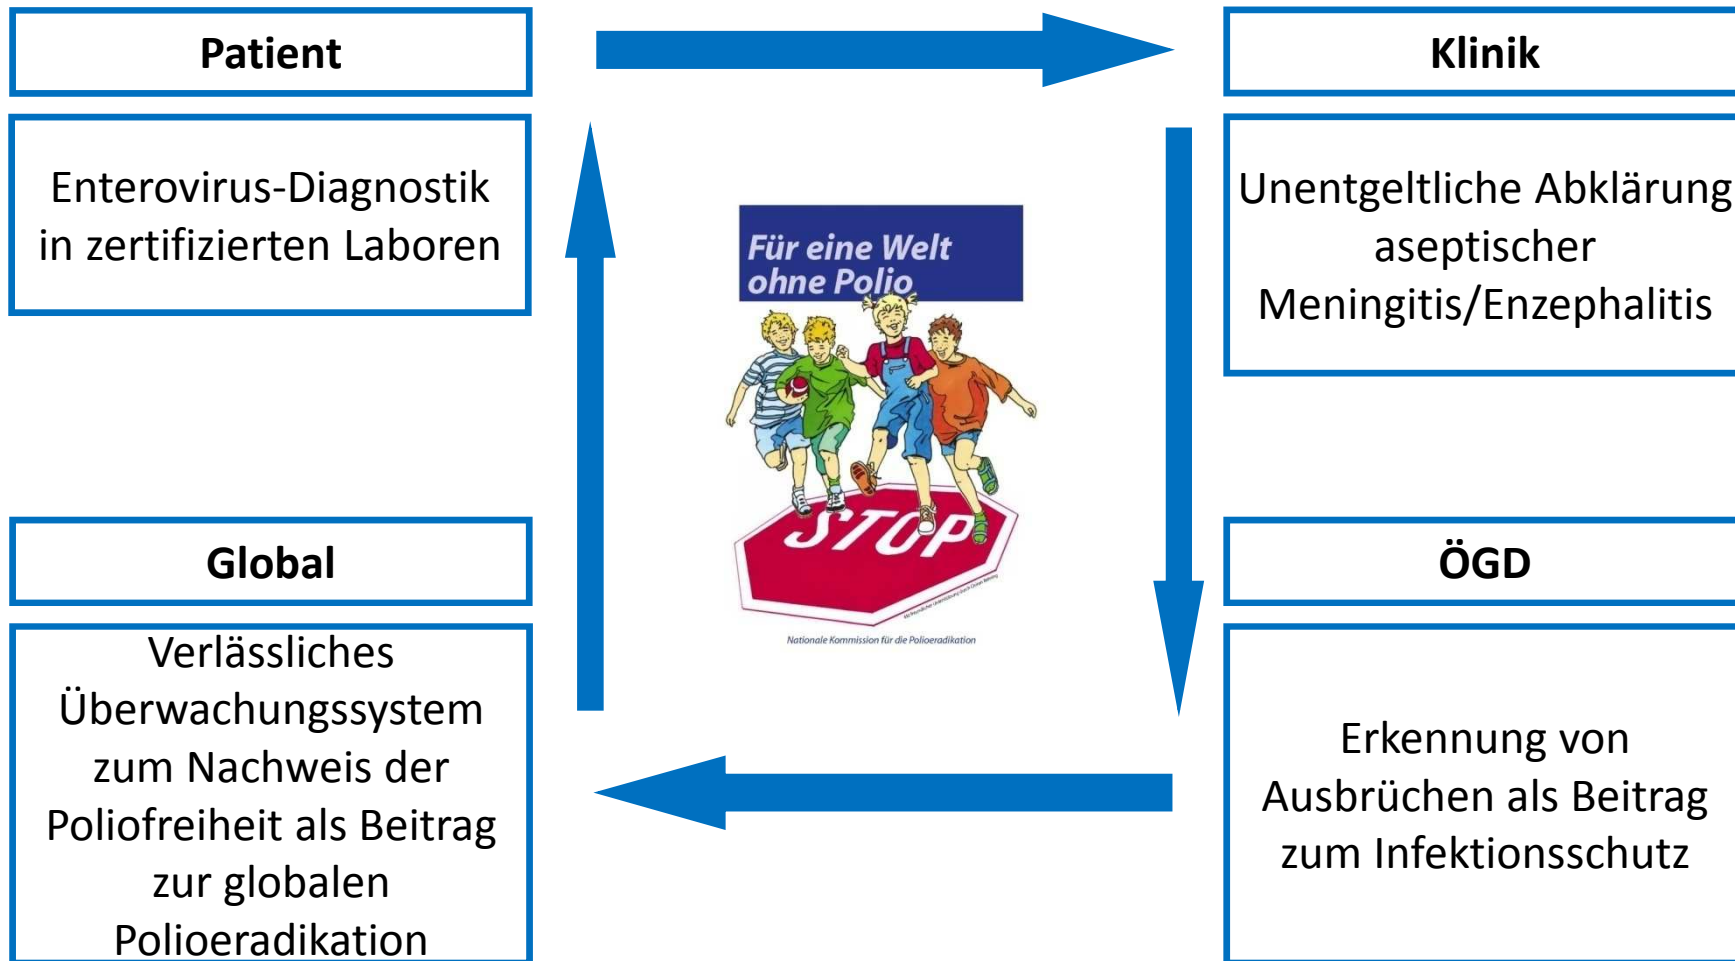 Patient
Enterovirus-Diagnostik
in zertifizierten Laboren
Klinik
Unentgeltliche Abklärung
aseptischer
Meningitis/Enzephalitis
Für eine Welt
ohne Polio
STOP
Nationale Kommission für die Polioeradikation
Global
Verlässliches
Überwachungssystem
zum Nachweis der
Poliofreiheit als Beitrag
zur globalen
Polioeradikation
ÖGD
Erkennung von
Ausbrüchen als Beitrag
zum Infektionsschutz